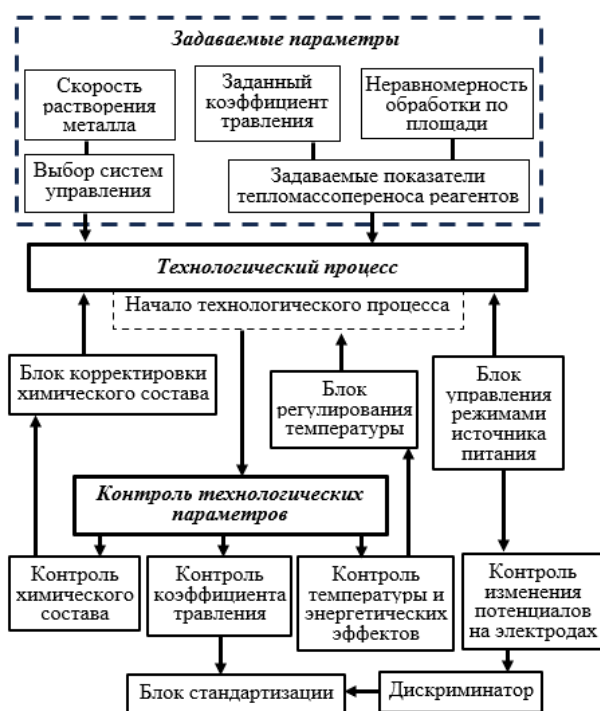 Задаваемые параметры
Скорость
растворения
металла
Заданный
коэффициент
травления
Неравномерность
обработки по
площади
Выбор систем
управления
Задаваемые показатели
тепломассопереноса реагентов
Технологический процесс
Начало технологического процесса
Блок корректировки
химического состава
Блок
регулирования
температуры
Блок
управления
режимами
источника
питания
Контроль технологических
параметров
Контроль
химического
состава
Контроль
коэффициента
травления
Контроль
температуры и
энергетических
эффектов
Контроль
изменения
потенциалов
на электродах
Блок стандартизации
Дискриминатор